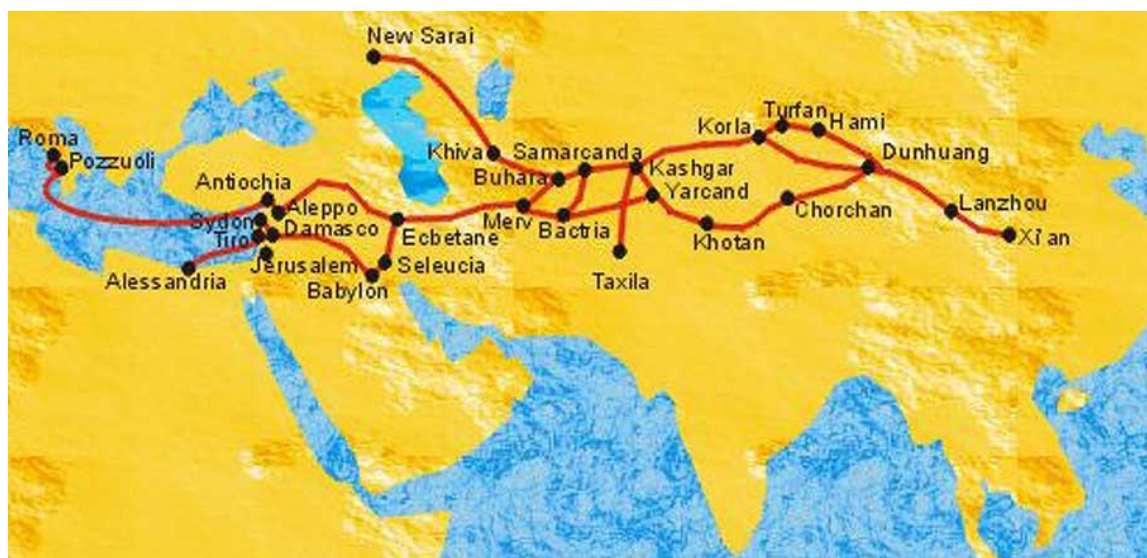 New Sarai
Roma
Pozzuoli
Turfan
Hami
Korla
Khiva
Samarcanda
Dunhuang
Buhara
Kashgar
Antiochia
Yarcand
Aleppo
Merv
Bactria
Chorchan
Lanzhou
Sydon
Damasco
Ecbetane
Khotan
Xi'an
Tiro
Jerusalem
Seleucia
Alessandria
Babylon
Taxila